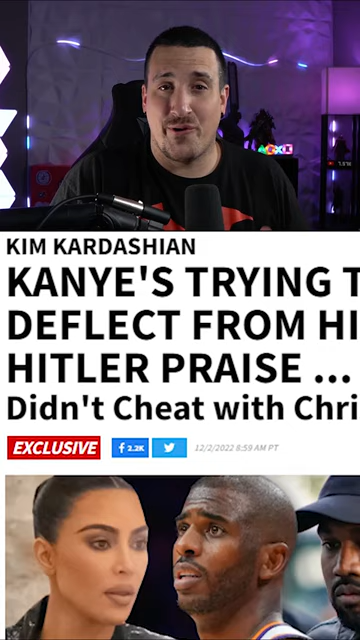 KIM KARDASHIAN
KANYE'S TRYING T
DEFLECT FROM HI
HITLER PRAISE ...
Didn't Cheat with Chri
EXCLUSIVE
2.2K
12/2/2022 8:59 AM PT